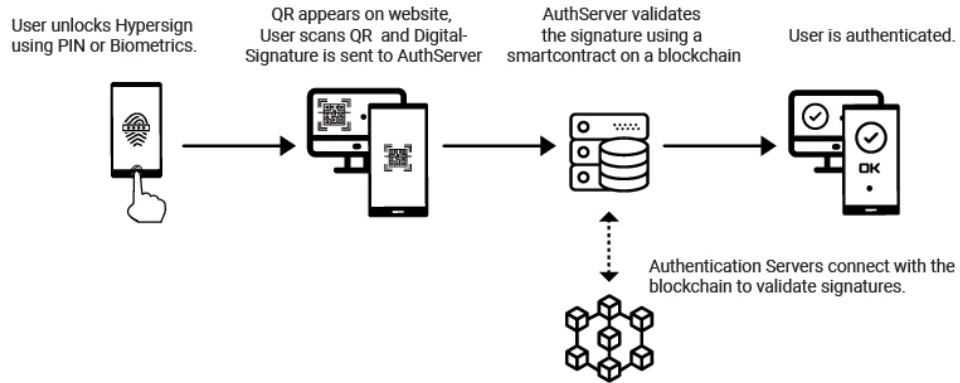 User unlocks Hypersign
using PIN or Biometrics.
QR appears on website,
User scans QR and Digital-
Signature is sent to AuthServer
AuthServer validates
the signature using a
smartcontract on a blockchain
User is authenticated.
OK
Authentication Servers connect with the
blockchain to validate signatures.